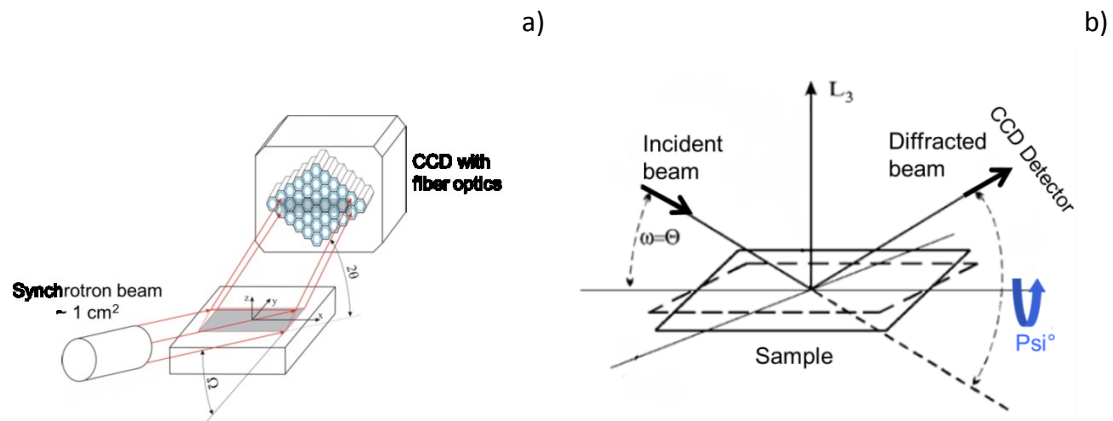 a)
b)
CCD with
fiber optics
Synchrotron beam
~ 1 cm²
2θ
z
y
x
Ω
L₃
Incident
beam
Diffracted
beam
CCD Detector
ω=Θ
Psi°
Sample